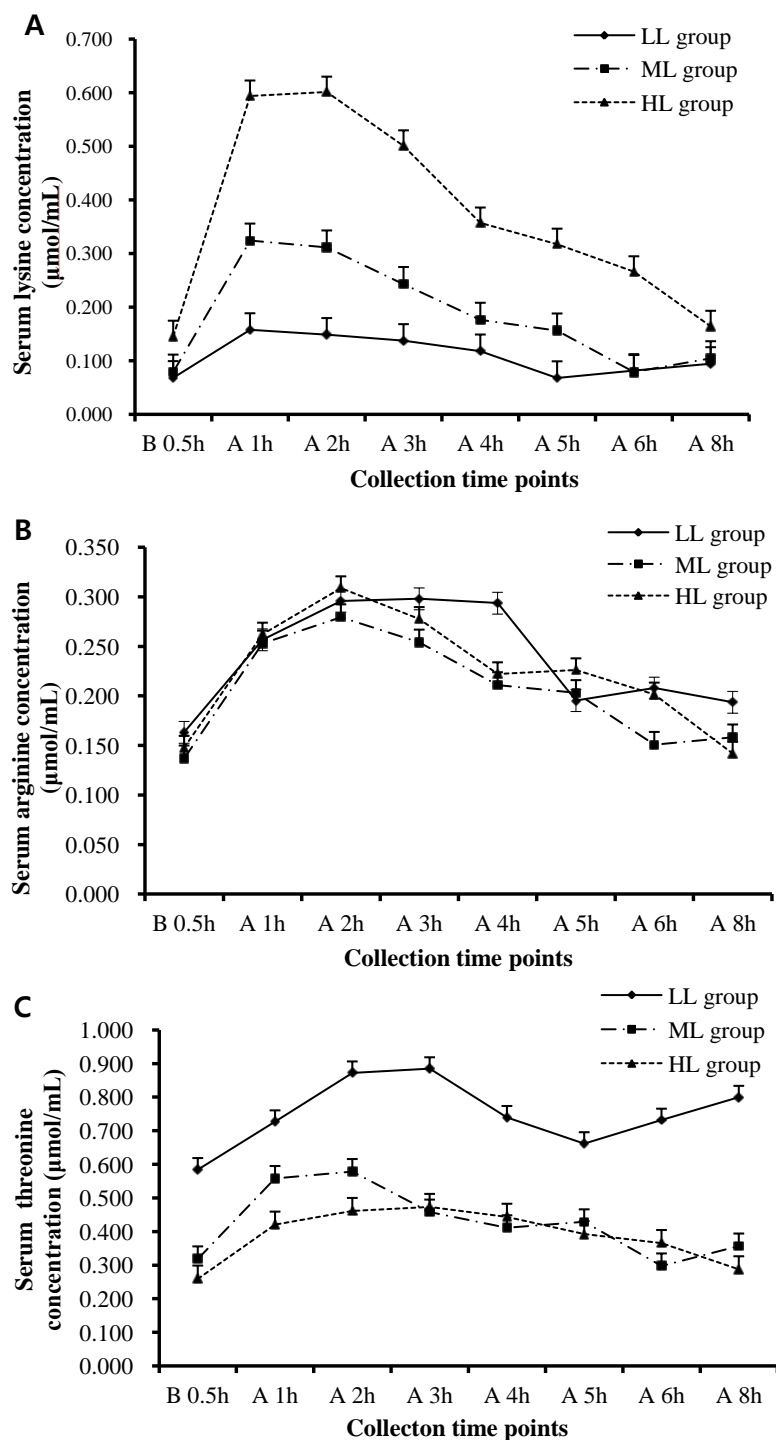 A
0.700
0.600
0.500
0.400
0.300
0.200
0.100
0.000
Serum lysine concentration
(μmol/mL)
LL group
ML group
HL group
B 0.5h A 1h A 2h A 3h A 4h A 5h A 6h A 8h
Collection time points
B
0.350
0.300
0.250
0.200
0.150
0.100
0.050
0.000
Serum arginine concentration
(μmol/mL)
LL group
ML group
HL group
B 0.5h A 1h A 2h A 3h A 4h A 5h A 6h A 8h
Collection time points
C
1.000
0.900
0.800
0.700
0.600
0.500
0.400
0.300
0.200
0.100
0.000
Serum threonine
concentration (μmol/mL)
LL group
ML group
HL group
B 0.5h A 1h A 2h A 3h A 4h A 5h A 6h A 8h
Collecton time points